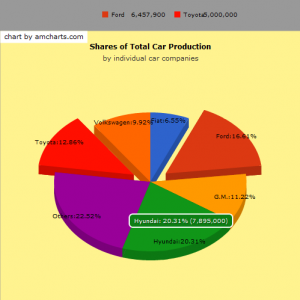 Ford 6,457,900 Toyota 5,000,000
chart by amcharts.com
Shares of Total Car Production
by individual car companies
Volkswagen:9.92%
Fiat:6.55%
Ford:16.61%
Toyota:12.86%
G.M.:11.22%
Others:22.52%
Hyundai: 20.31% (7,895,000)
Hyundai:20.31%